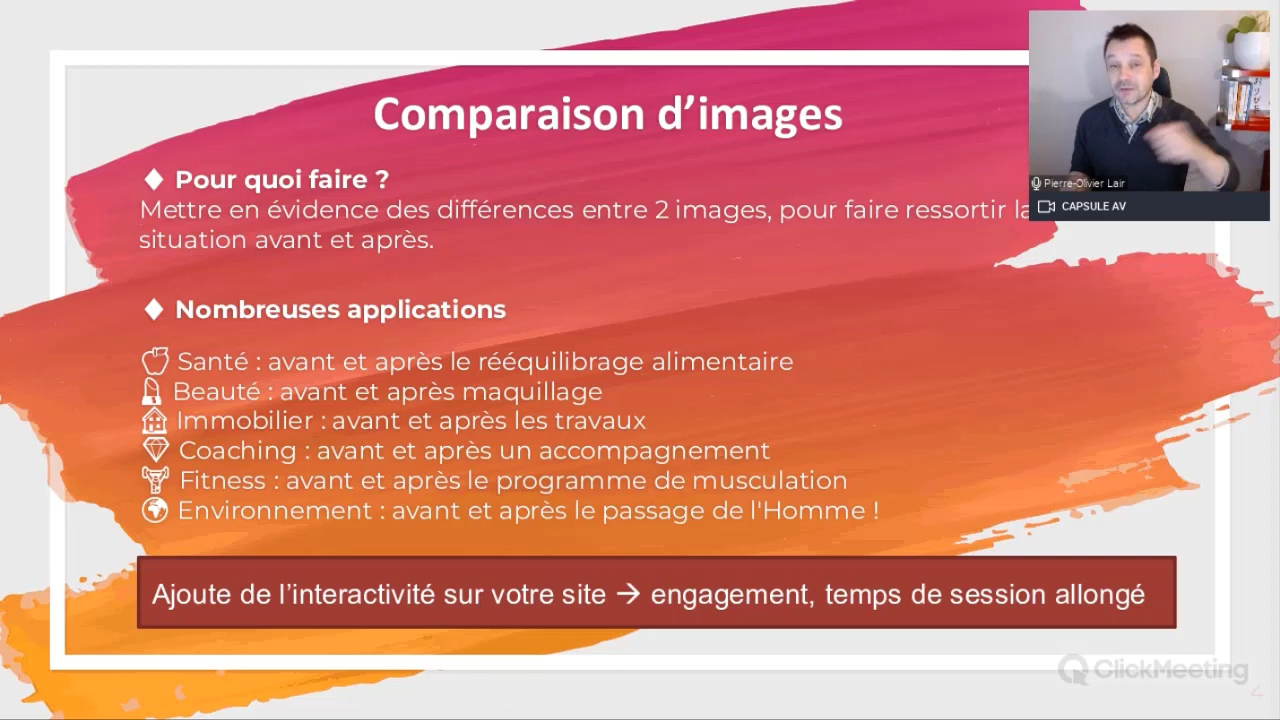 Comparaison d’images
♦ Pour quoi faire ?
Mettre en évidence des différences entre 2 images, pour faire ressortir la
situation avant et après.
♦ Nombreuses applications
Santé : avant et après le rééquilibrage alimentaire
Beauté : avant et après maquillage
Immobilier : avant et après les travaux
Coaching : avant et après un accompagnement
Fitness : avant et après le programme de musculation
Environnement : avant et après le passage de l'Homme !
Ajoute de l’interactivité sur votre site → engagement, temps de session allongé
Pierre-Olivier Lair
CAPSULE AV
ClickMeeting